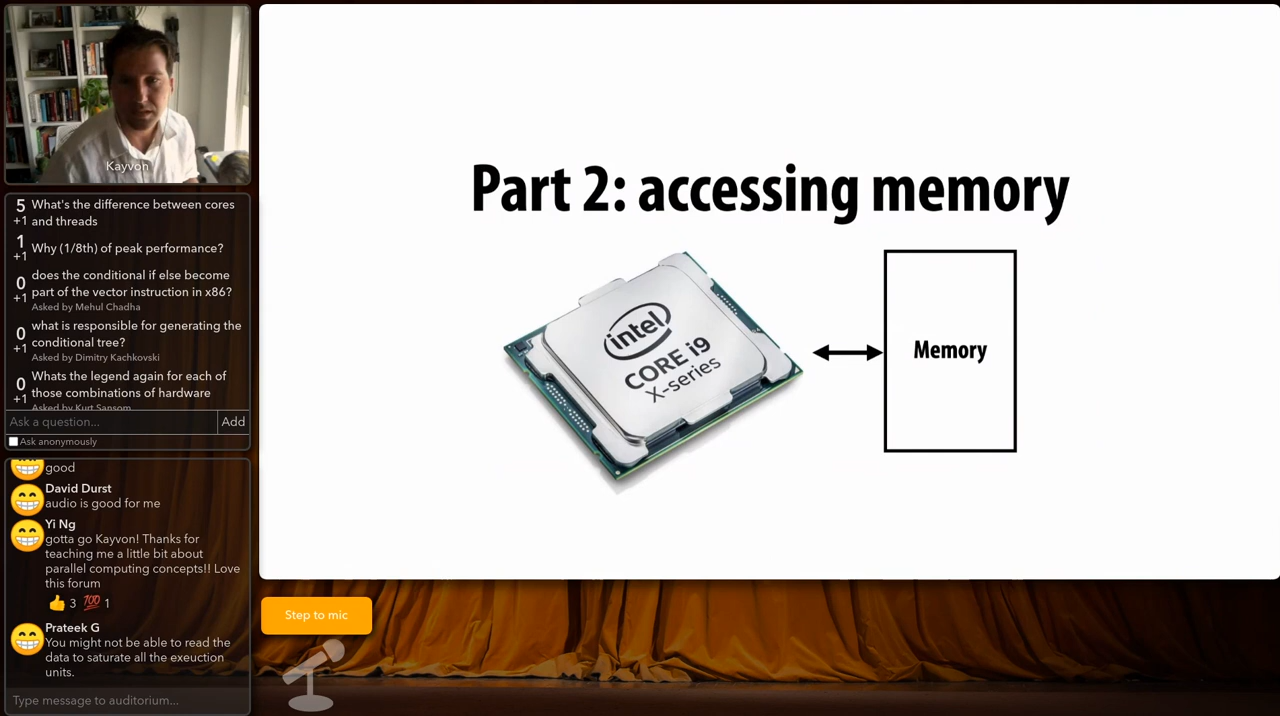 Kayvon
5
+1
What's the difference between cores
and threads
1
+1
Why (1/8th) of peak performance?
0
+1
does the conditional if else become
part of the vector instruction in x86?
Asked by Mehul Chadha
0
+1
what is responsible for generating the
conditional tree?
Asked by Dimitry Kachkovski
0
+1
Whats the legend again for each of
those combinations of hardware
Asked by Kurt Sansom
Ask a question...
Add
Ask anonymously
good
David Durst
audio is good for me
Yi Ng
gotta go Kayvon! Thanks for
teaching me a little bit about
parallel computing concepts!! Love
this forum
👍 3 💯 1
Prateek G
You might not be able to read the
data to saturate all the exeuction
units.
Type message to auditorium...
Part 2: accessing memory
intel
CORE i9
X-series
Memory
Step to mic